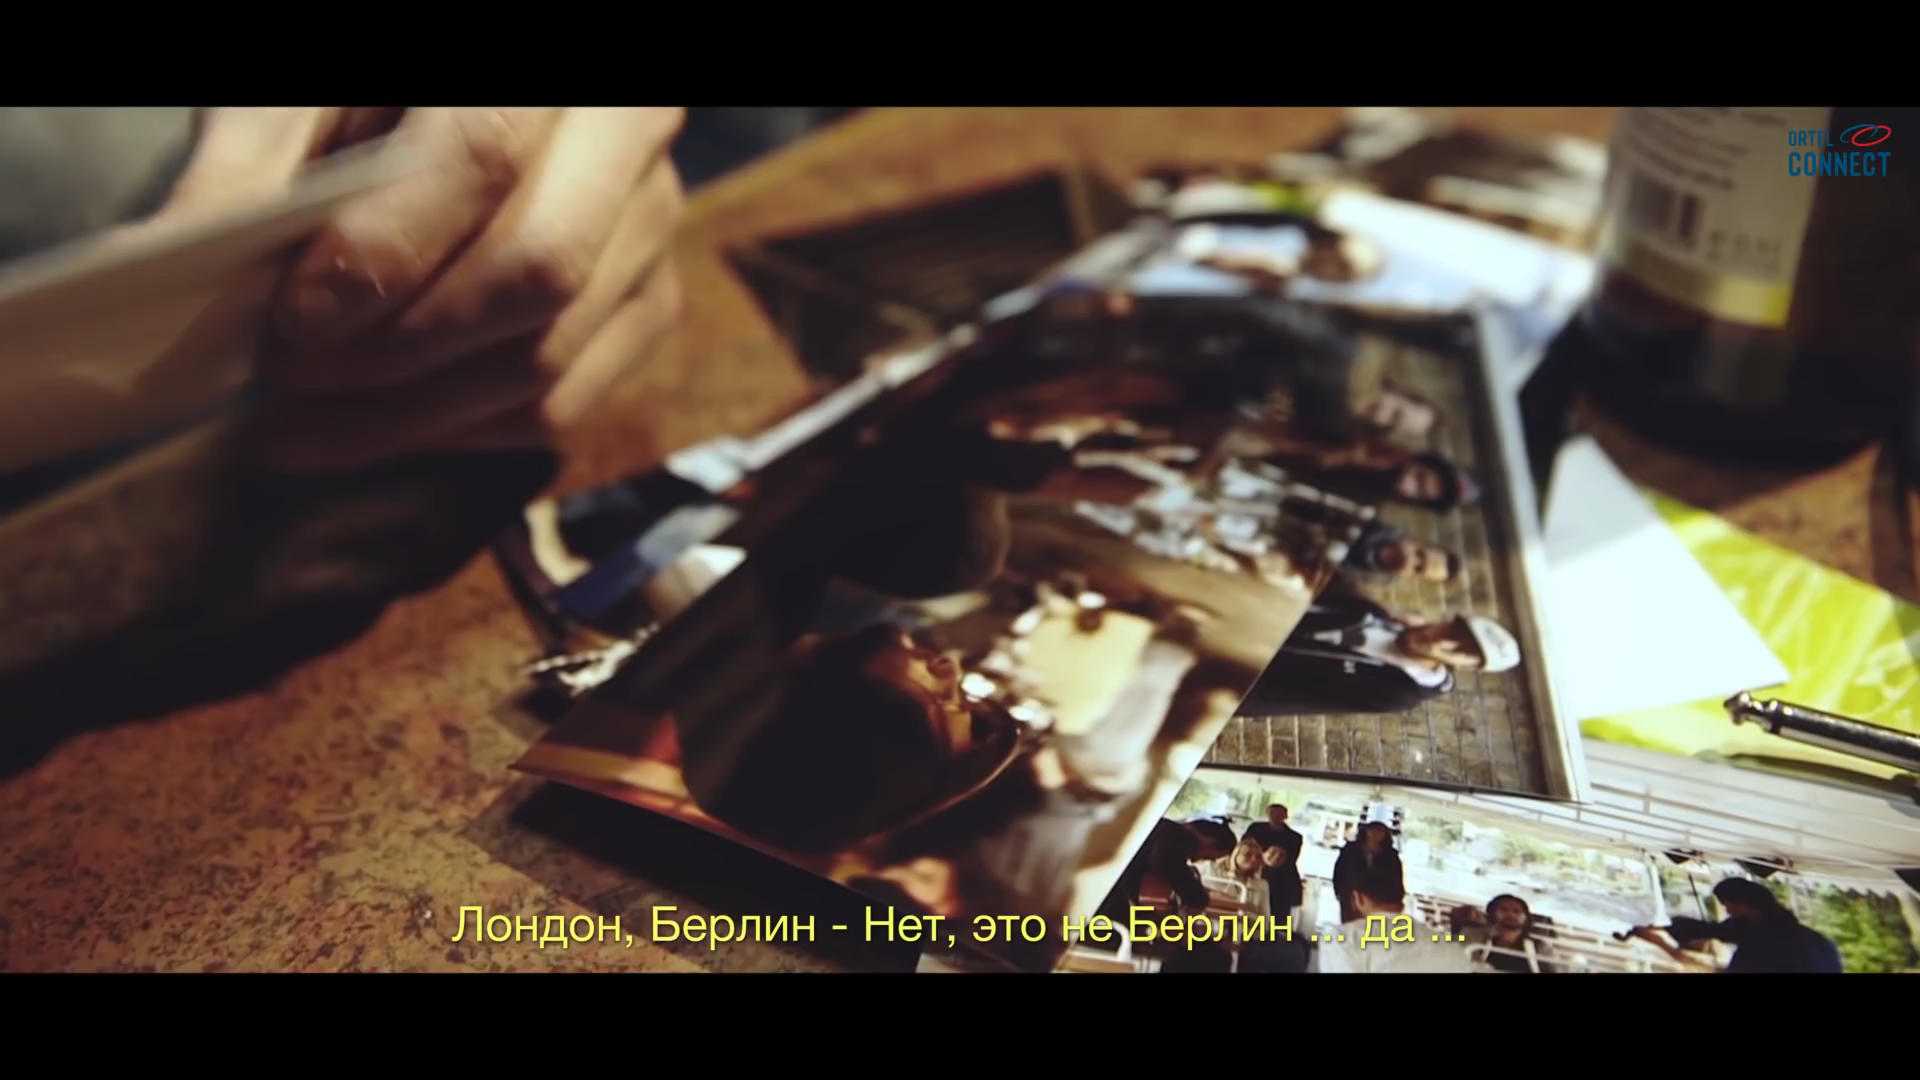 ORTEL
CONNECT
Лондон, Берлин - Нет, это не Берлин ... да ...